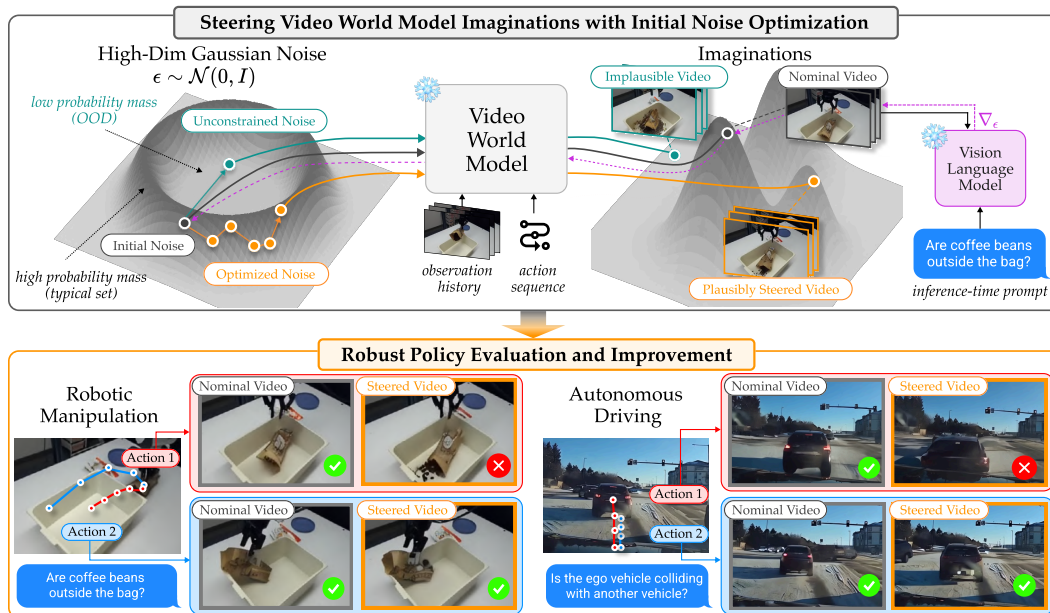 Steering Video World Model Imaginations with Initial Noise Optimization
High-Dim Gaussian Noise
ϵ ∼ N(0, I)
low probability mass
(OOD)
Unconstrained Noise
Initial Noise
Optimized Noise
high probability mass
(typical set)
Video
World
Model
observation
history
action
sequence
Imaginations
Implausible Video
Nominal Video
Plausibly Steered Video
∇ϵ
Vision
Language
Model
Are coffee beans
outside the bag?
inference-time prompt
Robust Policy Evaluation and Improvement
Robotic
Manipulation
Action 1
Action 2
Are coffee beans
outside the bag?
Nominal Video
Steered Video
Nominal Video
Steered Video
Autonomous
Driving
Action 1
Action 2
Is the ego vehicle colliding
with another vehicle?
Nominal Video
Steered Video
Nominal Video
Steered Video